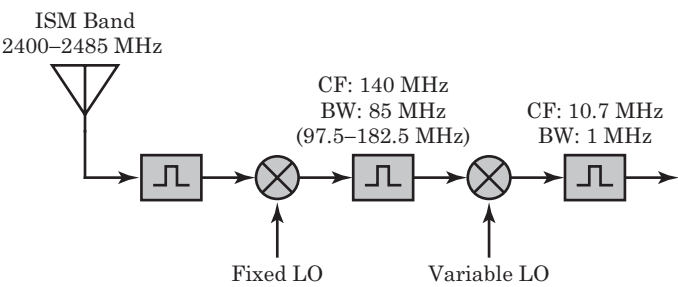 ISM Band
2400–2485 MHz
CF: 140 MHz
BW: 85 MHz
(97.5–182.5 MHz)
CF: 10.7 MHz
BW: 1 MHz
Fixed LO
Variable LO